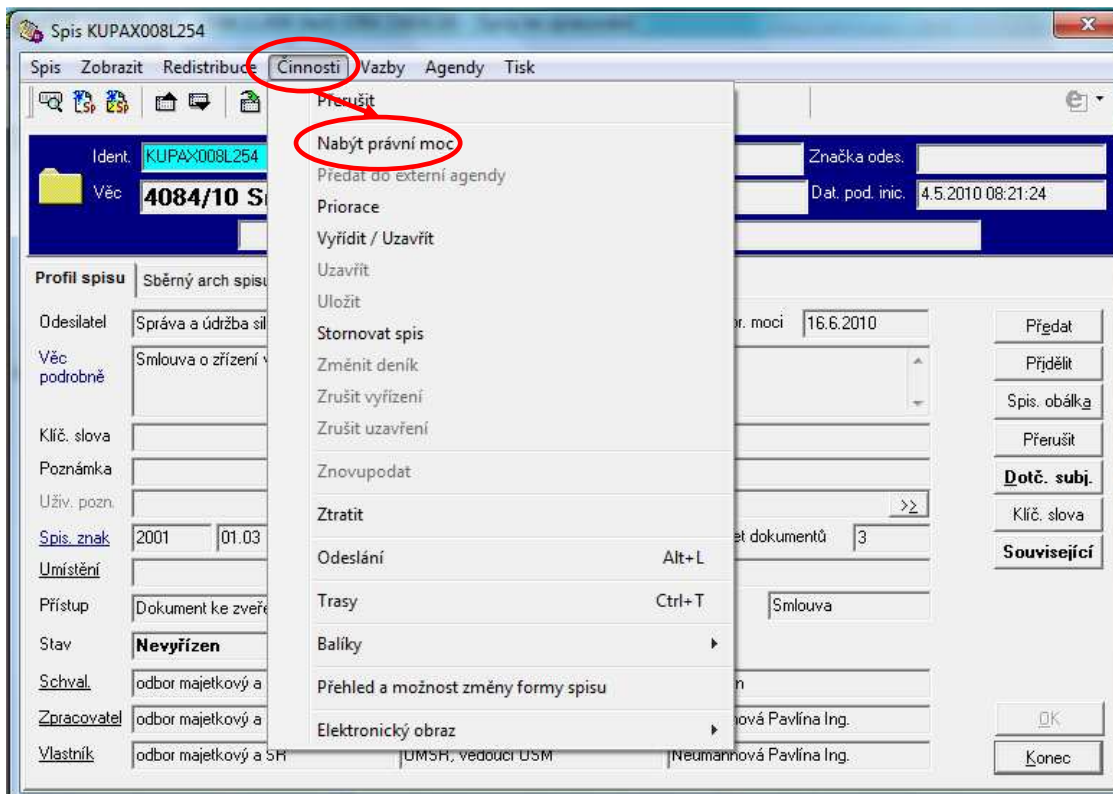 Spis KUPAX008L254
Spis Zobrazit Redistribuce Činnosti Vazby Agendy Tisk
Přerušit
Nabýt právní moc
Předat do externí agendy
Priorace
Vyřídit / Uzavřít
Uzavřít
Uložit
Stornovat spis
Změnit deník
Zrušit vyřízení
Zrušit uzavření
Znovupodat
Ztratit
Odeslání Alt+L
Trasy Ctrl+T
Balíky
Přehled a možnost změny formy spisu
Elektronický obraz
Ident. KUPAX008L254 Značka odes.
Věc 4084/10 Dat. pod. inic. 4.5.2010 08:21:24
Profil spisu Sběrný arch spisu
Odesilatel Správa a údržba sil moci 16.6.2010
Věc podrobně Smlouva o zřízení
Klíč. slova
Poznámka
Uživ. pozn. >>
Spis. znak 2001 01.03 et dokumentů 3
Umístění
Přístup Dokument ke zveře Smlouva
Stav Nevyřízen
Schval. odbor majetkový a
Zpracovatel odbor majetkový a nová Pavlína Ing.
Vlastník odbor majetkový a SR OMSR, vedoucí OSM Neumannová Pavlína Ing.
Předat
Přidělit
Spis. obálka
Přerušit
Dotč. subj.
Klíč. slova
Související
OK
Konec